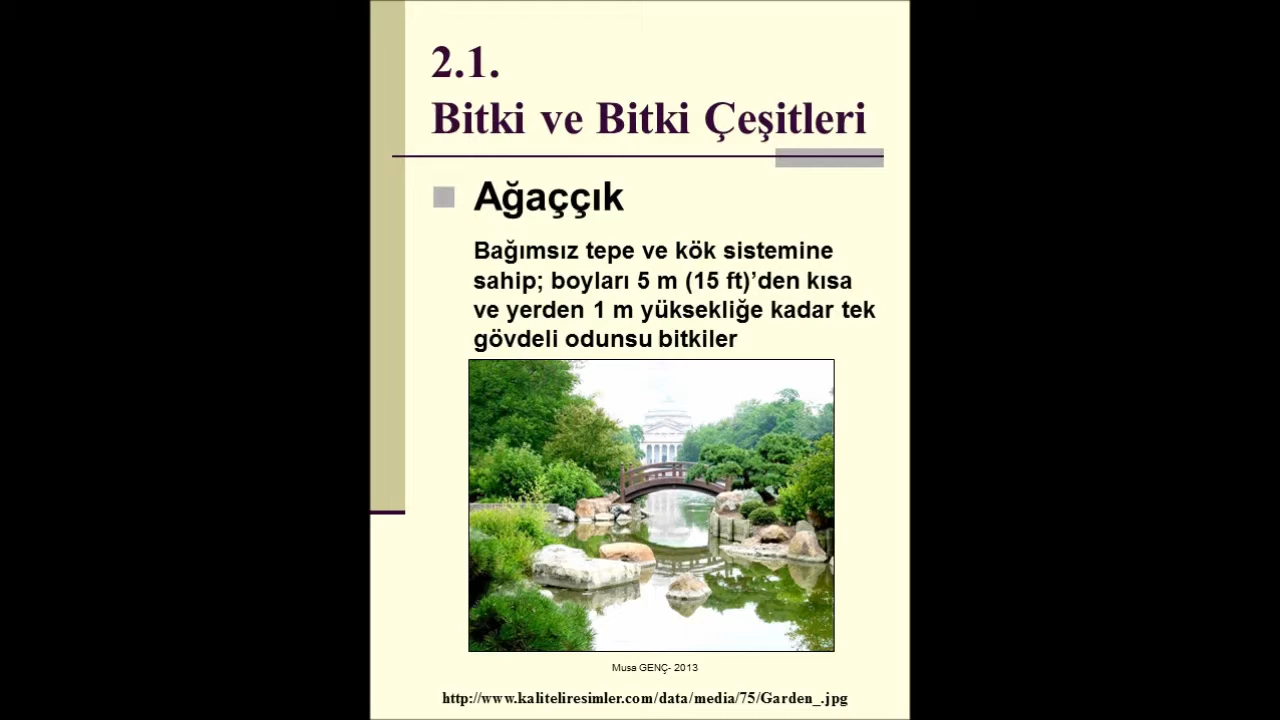 2.1.
Bitki ve Bitki Çeşitleri
Ağaççık
Bağımsız tepe ve kök sistemine
sahip; boyları 5 m (15 ft)’den kısa
ve yerden 1 m yüksekliğe kadar tek
gövdeli odunsu bitkiler
Musa GENÇ- 2013
http://www.kaliteliresimler.com/data/media/75/Garden_.jpg